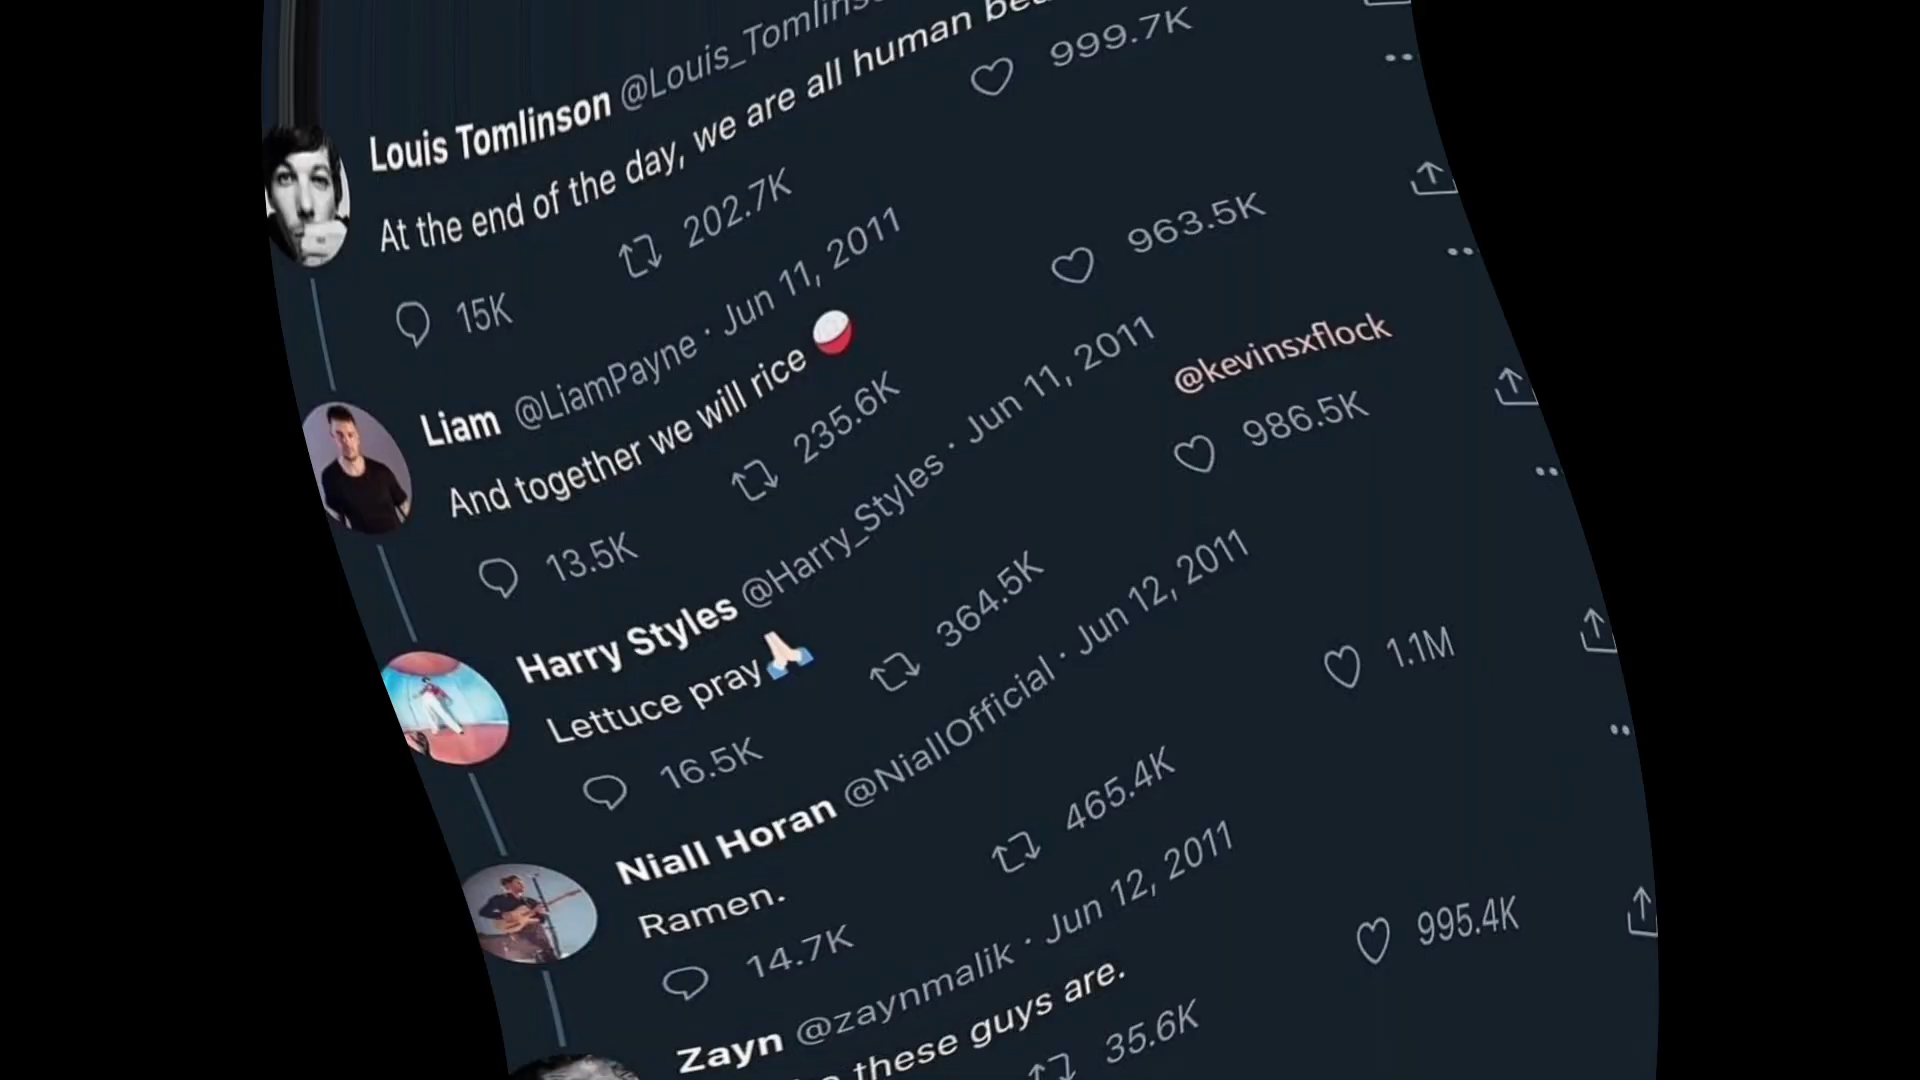 Louis Tomlinson
At the end of the day, we are all human
15K 202.7K 999.7K
Liam @LiamPayne · Jun 11, 2011
And together we will rice 🍚
13.5K 235.6K 963.5K
Harry Styles @Harry_Styles · Jun 11, 2011
@kevinsxflock
Lettuce pray🙏🏻
16.5K 364.5K 986.5K
Niall Horan @NiallOfficial · Jun 12, 2011
Ramen.
14.7K 465.4K 1.1M
Zayn @zaynmalik · Jun 12, 2011
these guys are.
35.6K 995.4K